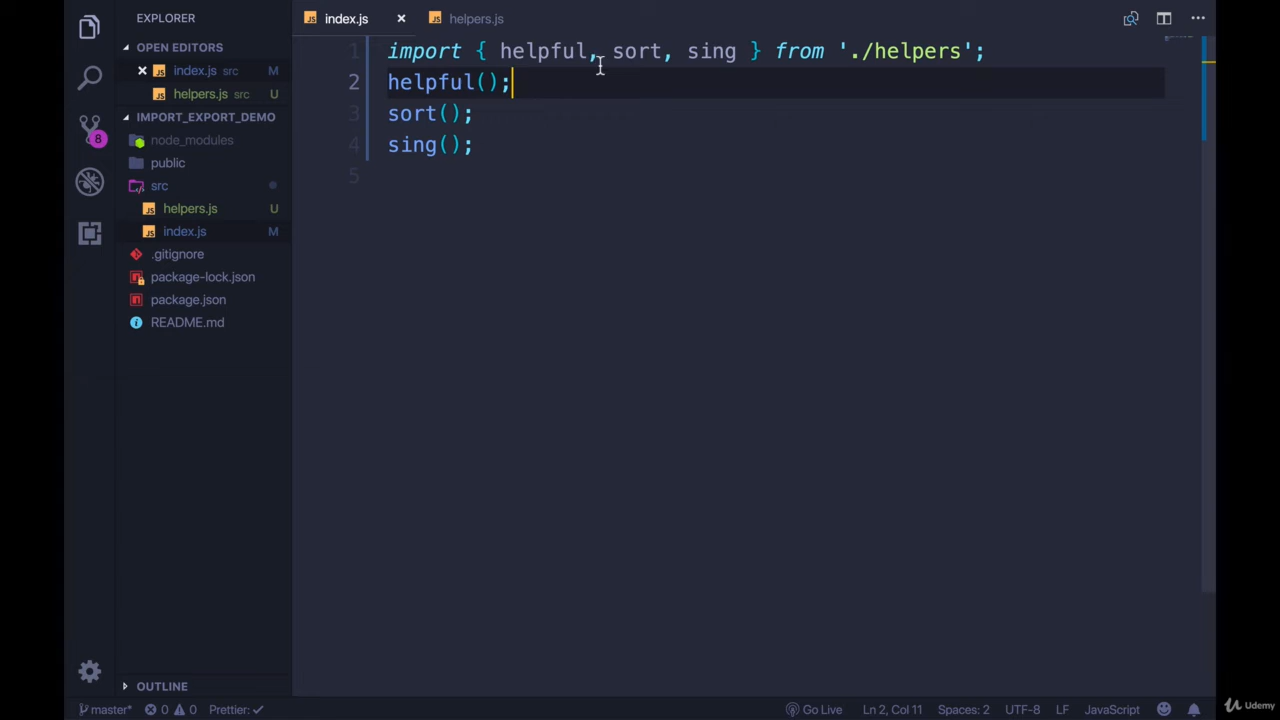 EXPLORER
OPEN EDITORS
index.js src M
helpers.js src U
IMPORT_EXPORT_DEMO
node_modules
public
src
helpers.js U
index.js M
.gitignore
package-lock.json
package.json
README.md
OUTLINE
8
index.js
helpers.js
1 import { helpful, sort, sing } from './helpers';
2 helpful();
3 sort();
4 sing();
5
master* 0 0 Prettier: ✓
Go Live Ln 2, Col 11 Spaces: 2 UTF-8 LF JavaScript
Udemy